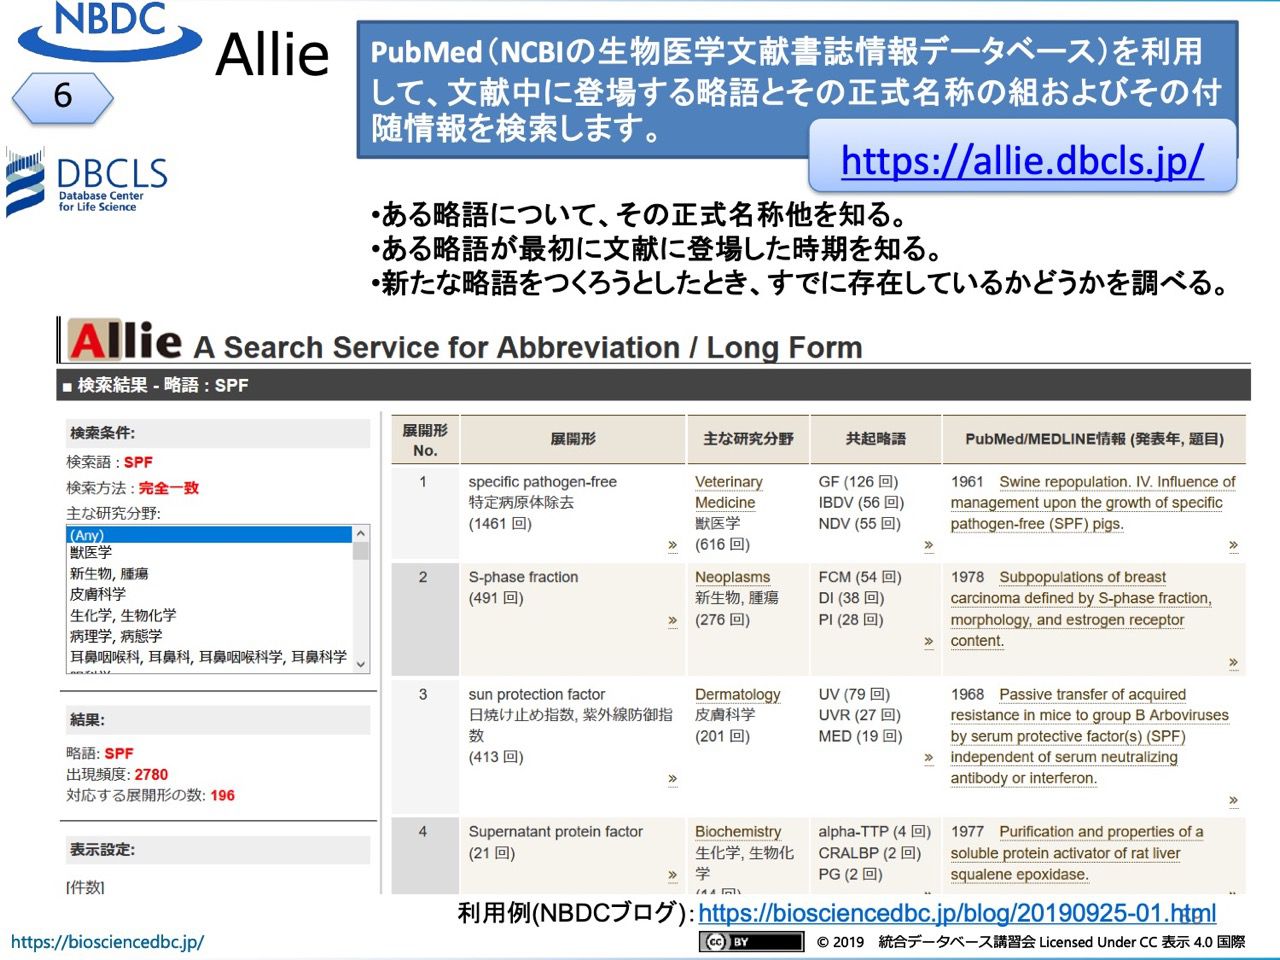 NBDC
Allie
6
PubMed（NCBIの生物医学文献書誌情報データベース）を利用
して、文献中に登場する略語とその正式名称の組およびその付
随情報を検索します。
https://allie.dbcls.jp/
DBCLS
Database Center
for Life Science
•ある略語について、その正式名称他を知る。
•ある略語が最初に文献に登場した時期を知る。
•新たな略語をつくろうとしたとき、すでに存在しているかどうかを調べる。
Allie A Search Service for Abbreviation / Long Form
■ 検索結果 - 略語 : SPF
検索条件:
検索語 : SPF
検索方法 : 完全一致
主な研究分野:
(Any)
獣医学
新生物, 腫瘍
皮膚科学
生化学, 生物化学
病理学, 病態学
耳鼻咽喉科, 耳鼻科, 耳鼻咽喉科学, 耳鼻科学
結果:
略語: SPF
出現頻度: 2780
対応する展開形の数: 196
表示設定:
[件数]
展開形
No.
展開形
主な研究分野
共起略語
PubMed/MEDLINE情報 (発表年, 題目)
1
specific pathogen-free
特定病原体除去
(1461 回)
»
Veterinary
Medicine
獣医学
(616 回)
GF (126 回)
IBDV (56 回)
NDV (55 回)
»
1961 Swine repopulation. IV. Influence of
management upon the growth of specific
pathogen-free (SPF) pigs.
»
2
S-phase fraction
(491 回)
»
Neoplasms
新生物, 腫瘍
(276 回)
FCM (54 回)
DI (38 回)
PI (28 回)
»
1978 Subpopulations of breast
carcinoma defined by S-phase fraction,
morphology, and estrogen receptor
content.
»
3
sun protection factor
日焼け止め指数, 紫外線防御指
数
(413 回)
»
Dermatology
皮膚科学
(201 回)
UV (79 回)
UVR (27 回)
MED (19 回)
»
1968 Passive transfer of acquired
resistance in mice to group B Arboviruses
by serum protective factor(s) (SPF)
independent of serum neutralizing
antibody or interferon.
»
4
Supernatant protein factor
(21 回)
»
Biochemistry
生化学, 生物化
学
(14 回)
alpha-TTP (4 回)
CRALBP (2 回)
PG (2 回)
1977 Purification and properties of a
soluble protein activator of rat liver
squalene epoxidase.
利用例(NBDCブログ)：https://biosciencedbc.jp/blog/20190925-01.html
https://biosciencedbc.jp/
cc BY
© 2019 統合データベース講習会 Licensed Under CC 表示 4.0 国際